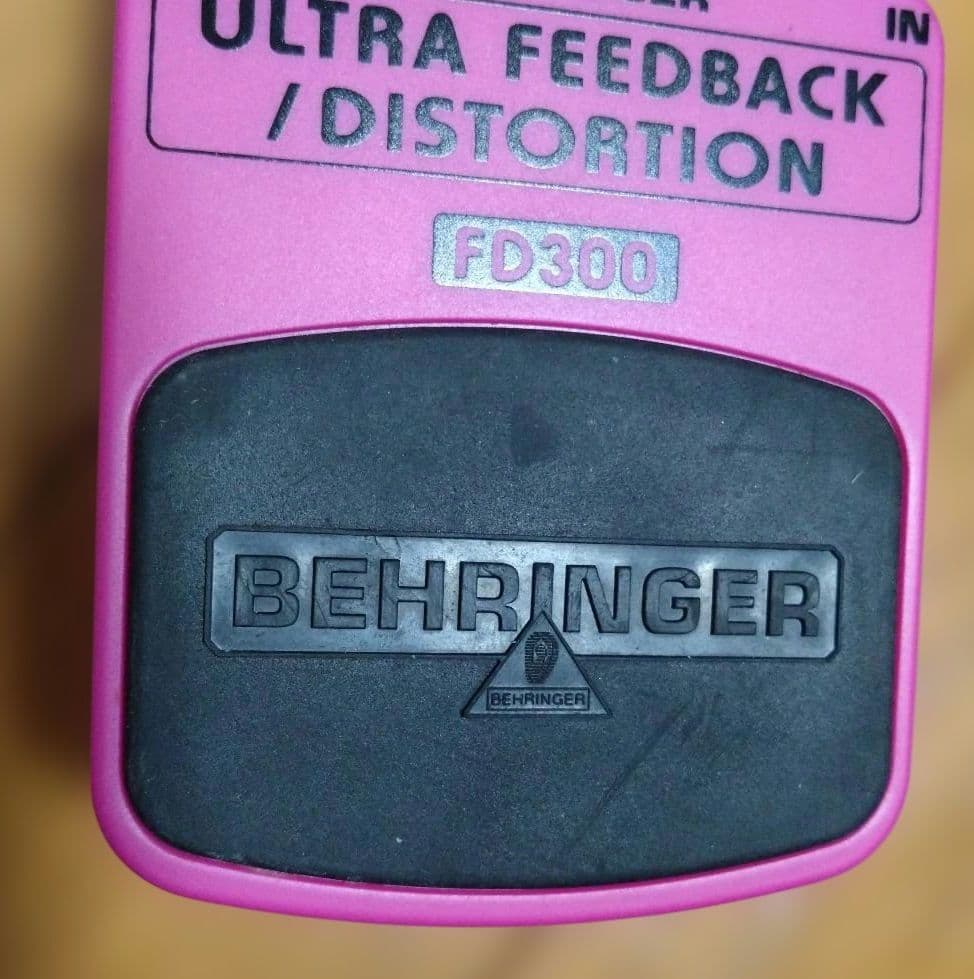 IN
ULTRA FEEDBACK
/DISTORTION
FD300
BEHRINGER
BEHRINGER